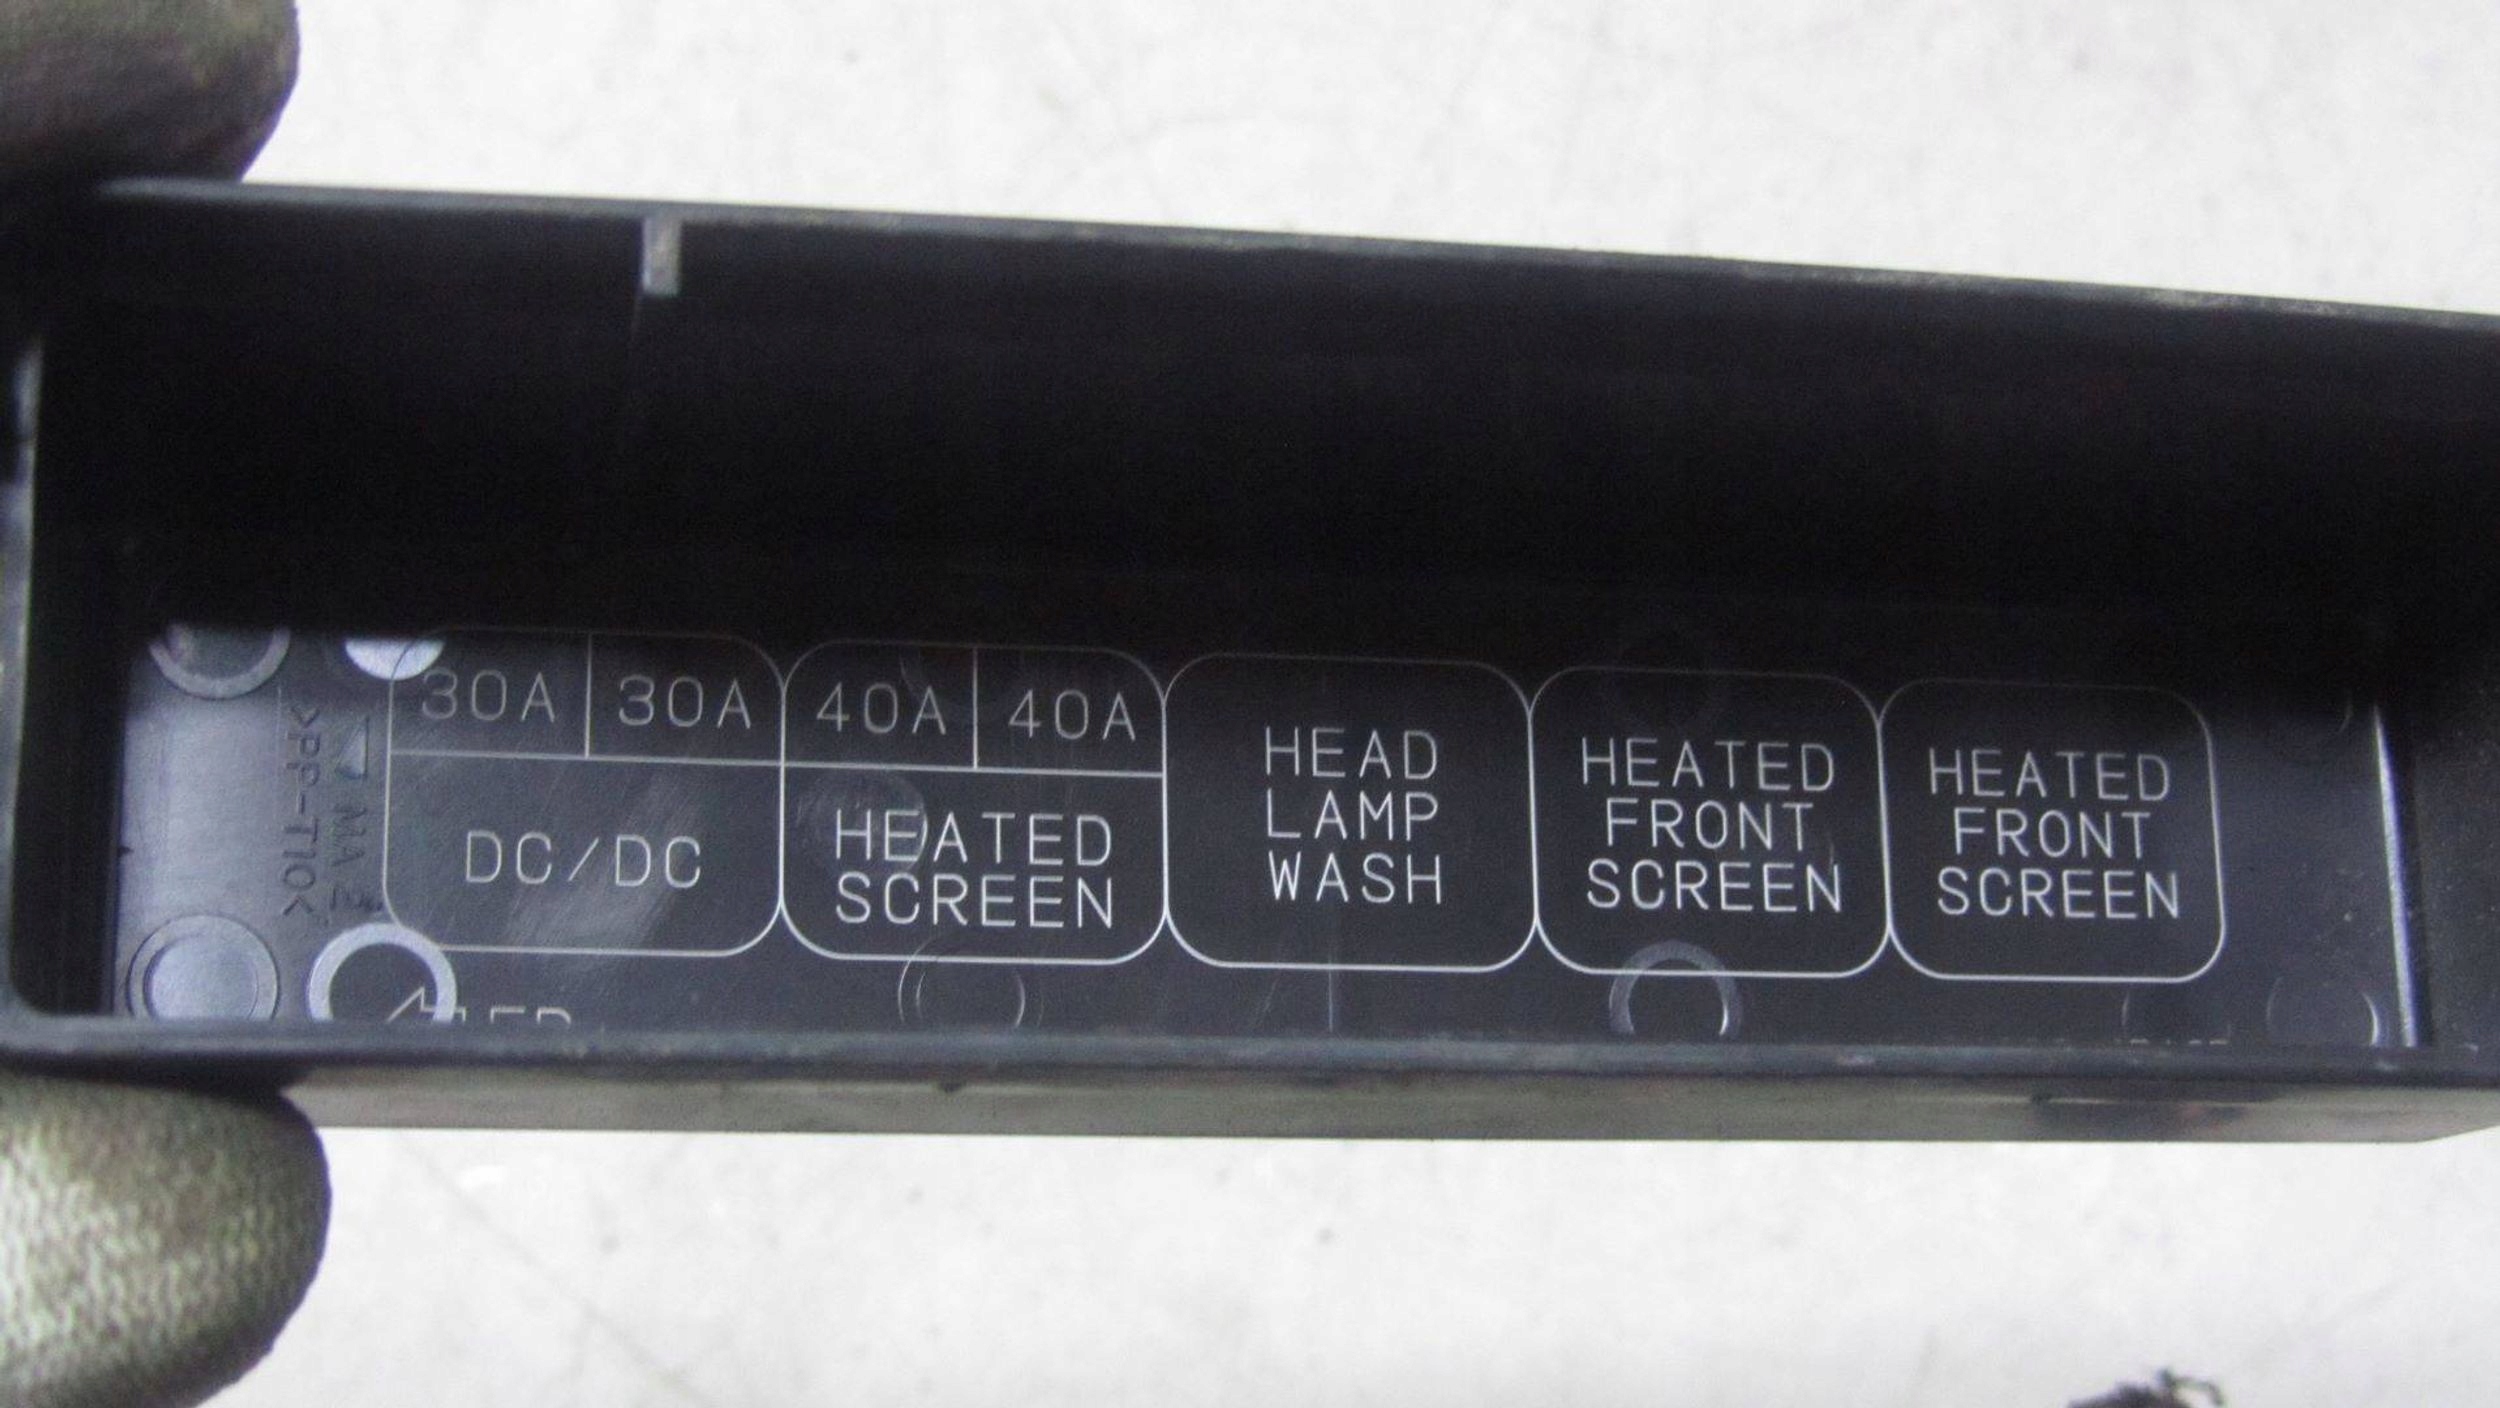 30A 30A 40A 40A
DC/DC
HEATED
SCREEN
HEAD
LAMP
WASH
HEATED
FRONT
SCREEN
HEATED
FRONT
SCREEN
>PP-T10<